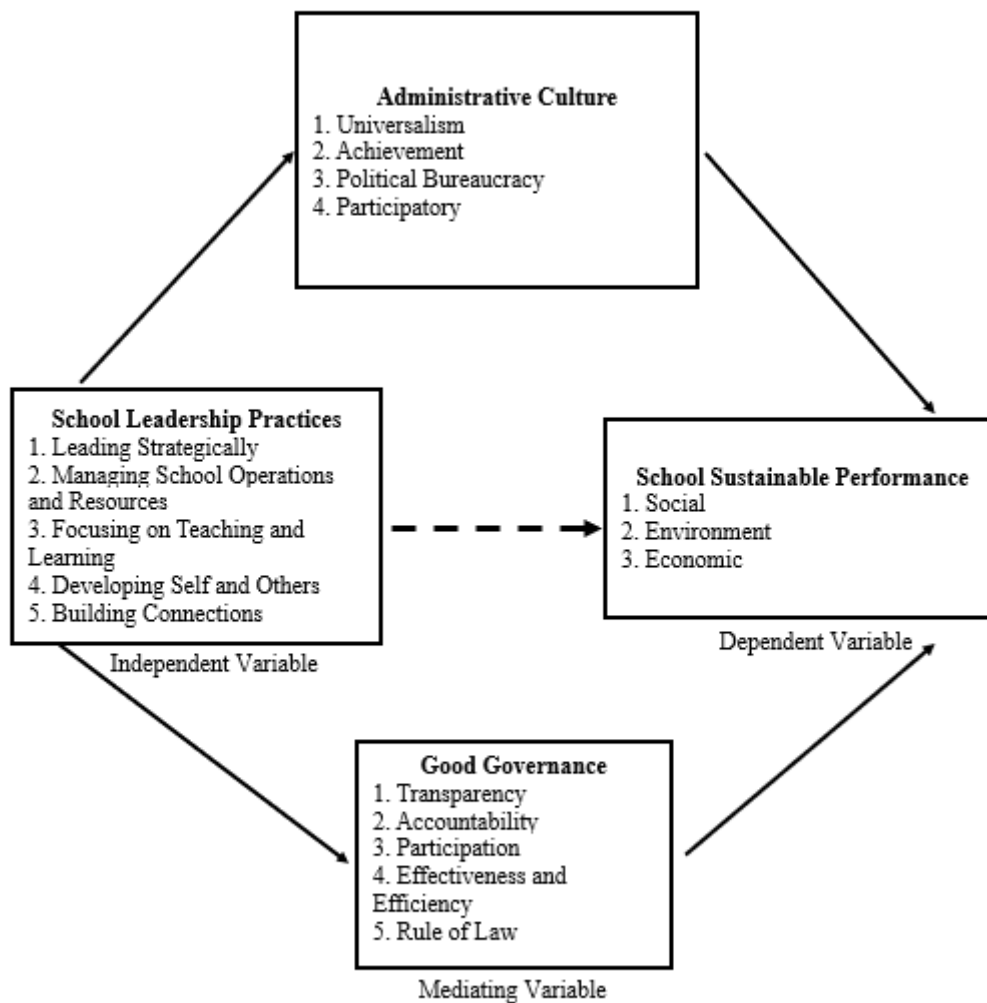 Administrative Culture
1. Universalism
2. Achievement
3. Political Bureaucracy
4. Participatory
School Leadership Practices
1. Leading Strategically
2. Managing School Operations
and Resources
3. Focusing on Teaching and
Learning
4. Developing Self and Others
5. Building Connections
Independent Variable
School Sustainable Performance
1. Social
2. Environment
3. Economic
Dependent Variable
Good Governance
1. Transparency
2. Accountability
3. Participation
4. Effectiveness and
Efficiency
5. Rule of Law
Mediating Variable